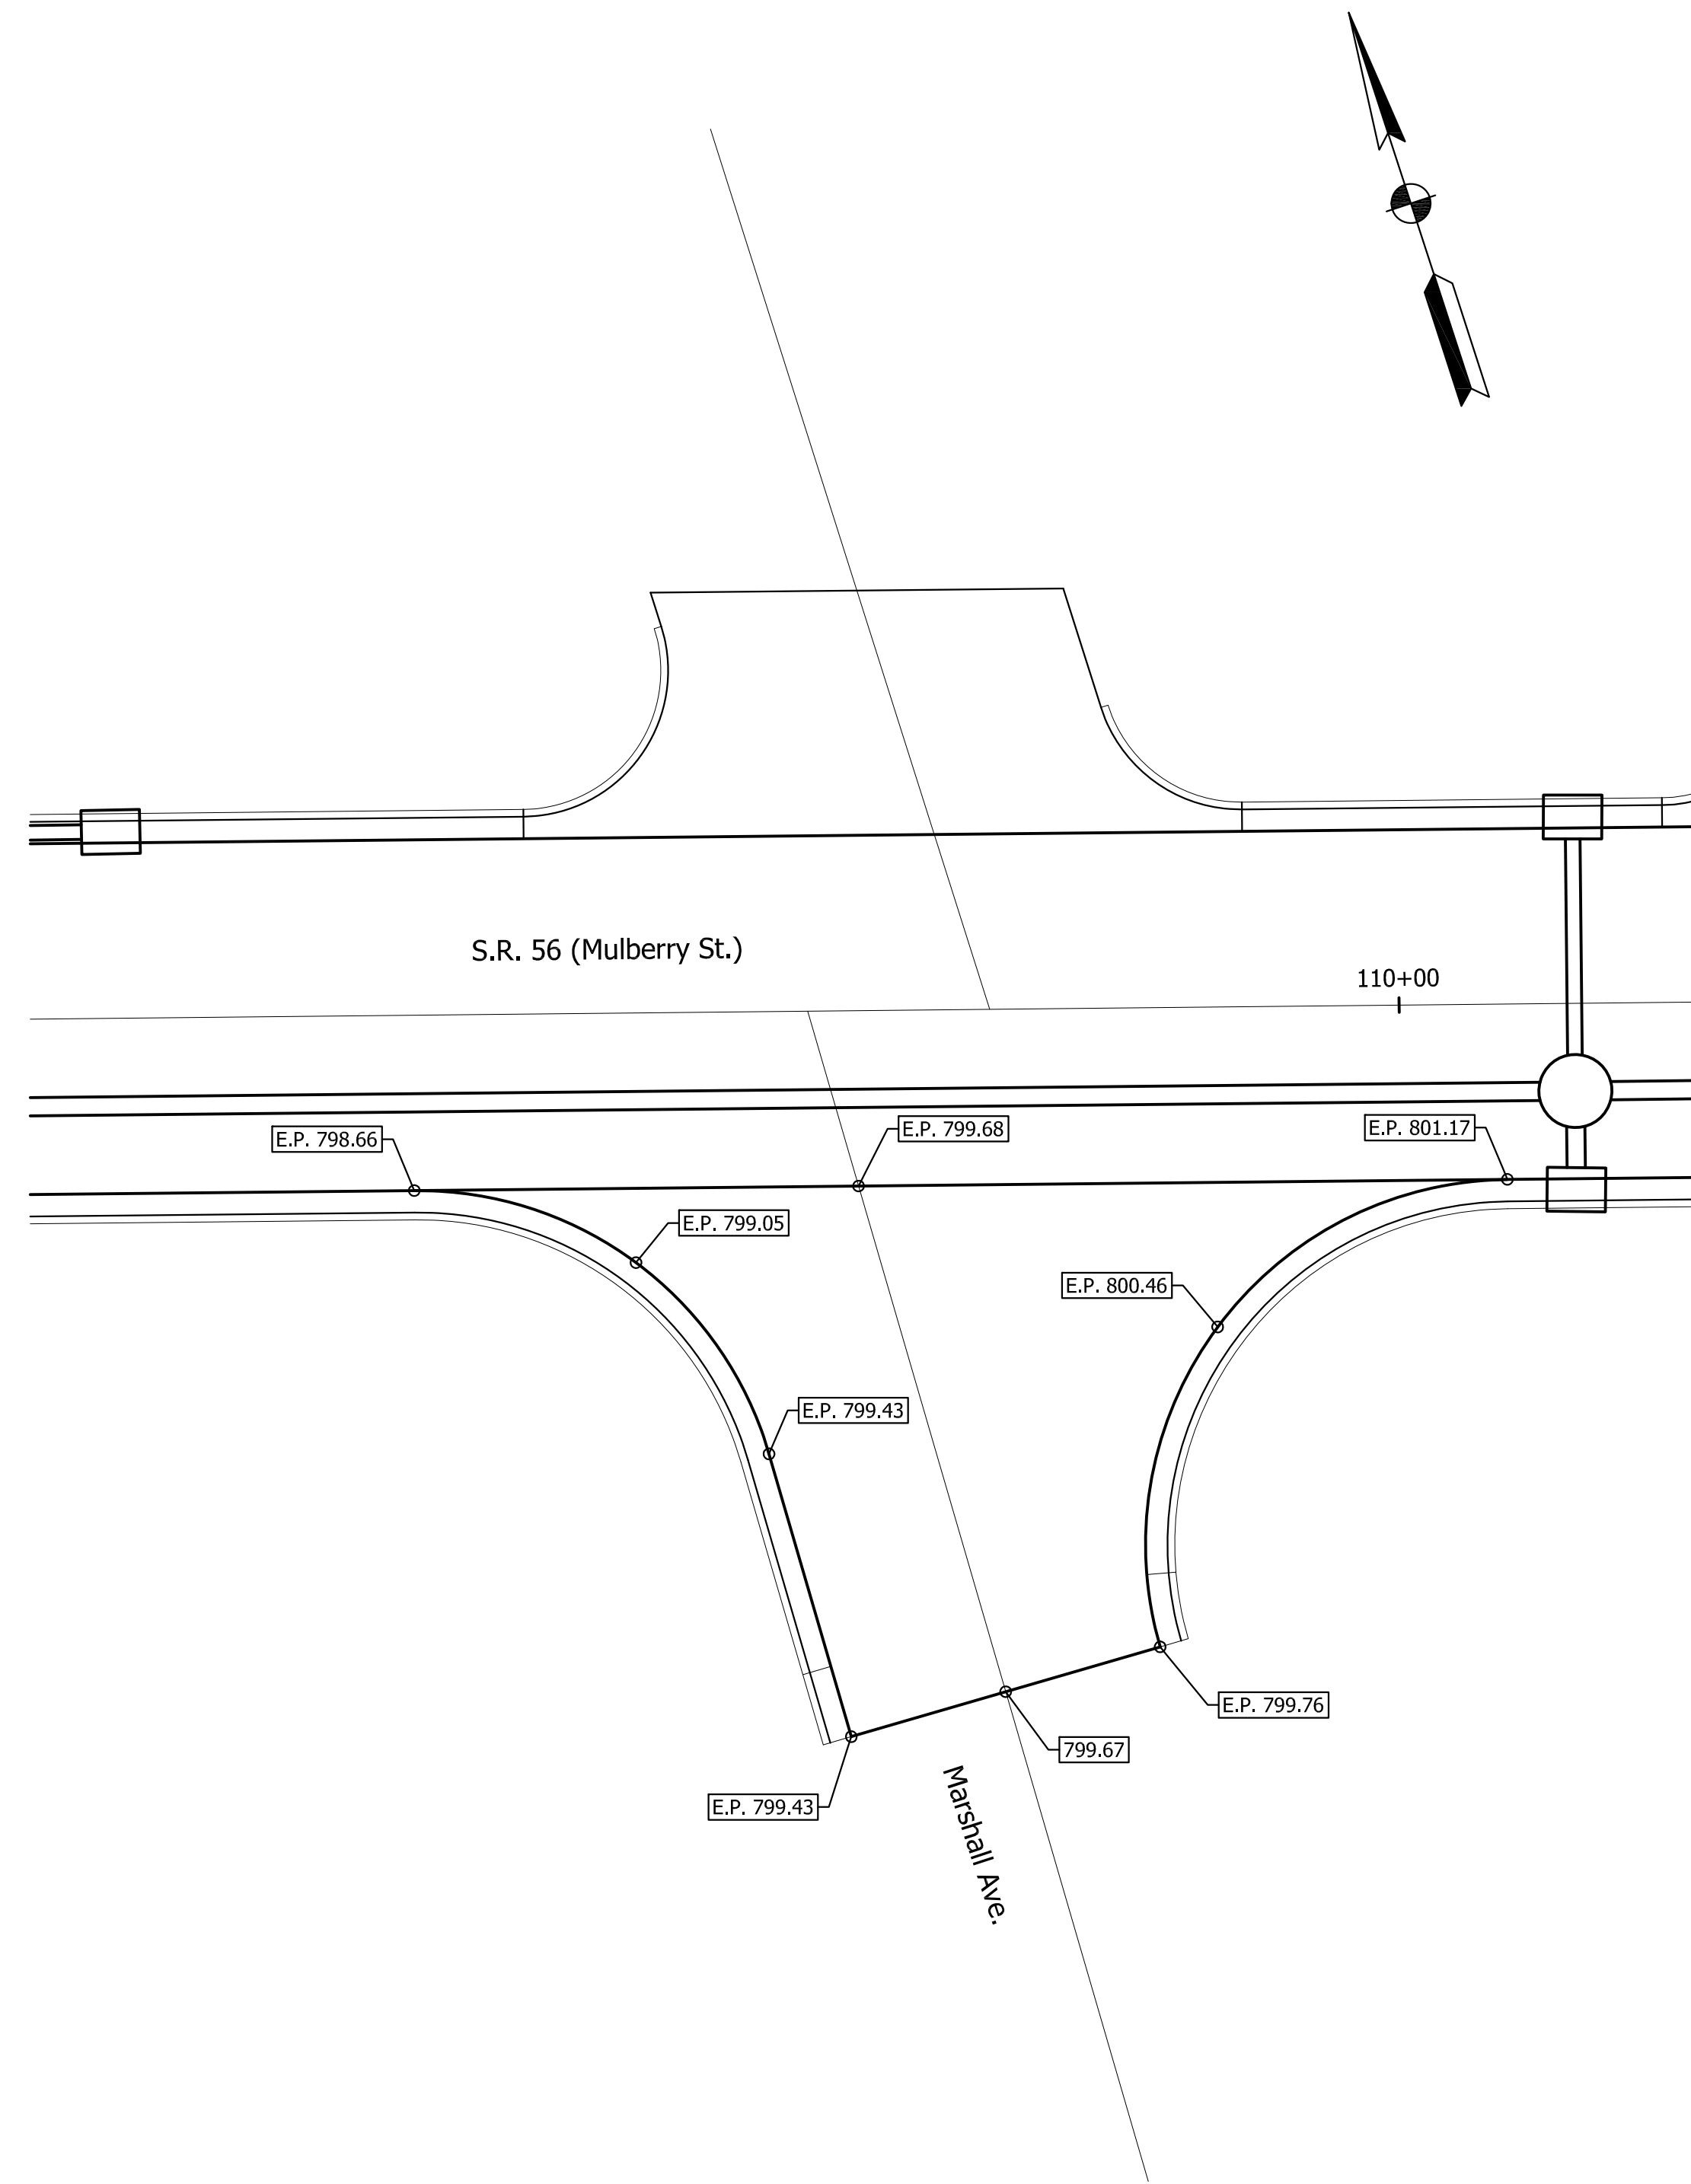 S.R. 56 (Mulberry St.)
110+00
E.P. 798.66
E.P. 799.68
E.P. 801.17
E.P. 799.05
E.P. 800.46
E.P. 799.43
E.P. 799.76
799.67
E.P. 799.43
Marshall Ave.